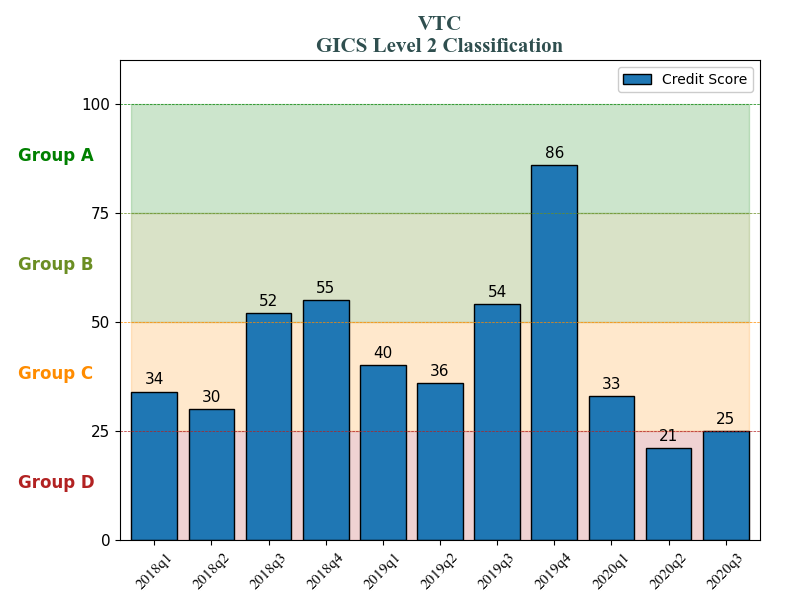 VTC
GICS Level 2 Classification
Credit Score
100
Group A
86
75
Group B
55
54
52
50
40
Group C
36
34
33
30
25
25
21
Group D
0
2018q1 2018q2 2018q3 2018q4 2019q1 2019q2 2019q3 2019q4 2020q1 2020q2 2020q3